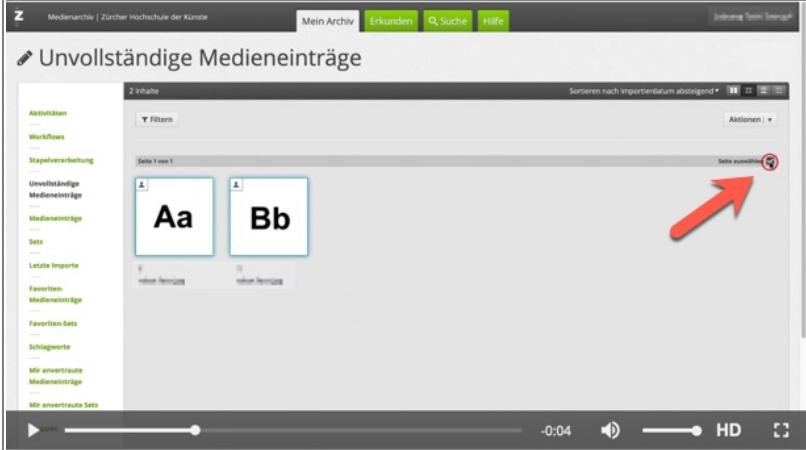 Z Medienarchiv | Zürcher Hochschule der Künste Mein Archiv Erkunden Suche Hilfe
Unvollständige Medieneinträge
2 Inhalte Sortieren nach Importierdatum absteigend
Aktivitäten
Workflows
Stapelverarbeitung
Unvollständige
Medieneinträge
Medieneinträge
Sets
Letzte Importe
Favoriten-
Medieneinträge
Favoriten-Sets
Schlagworte
Mir anvertraute
Medieneinträge
Mir anvertraute Sets
Filtern Aktionen
Seite 1 von 1 Seite auswählen
Aa Bb
-0:04 HD